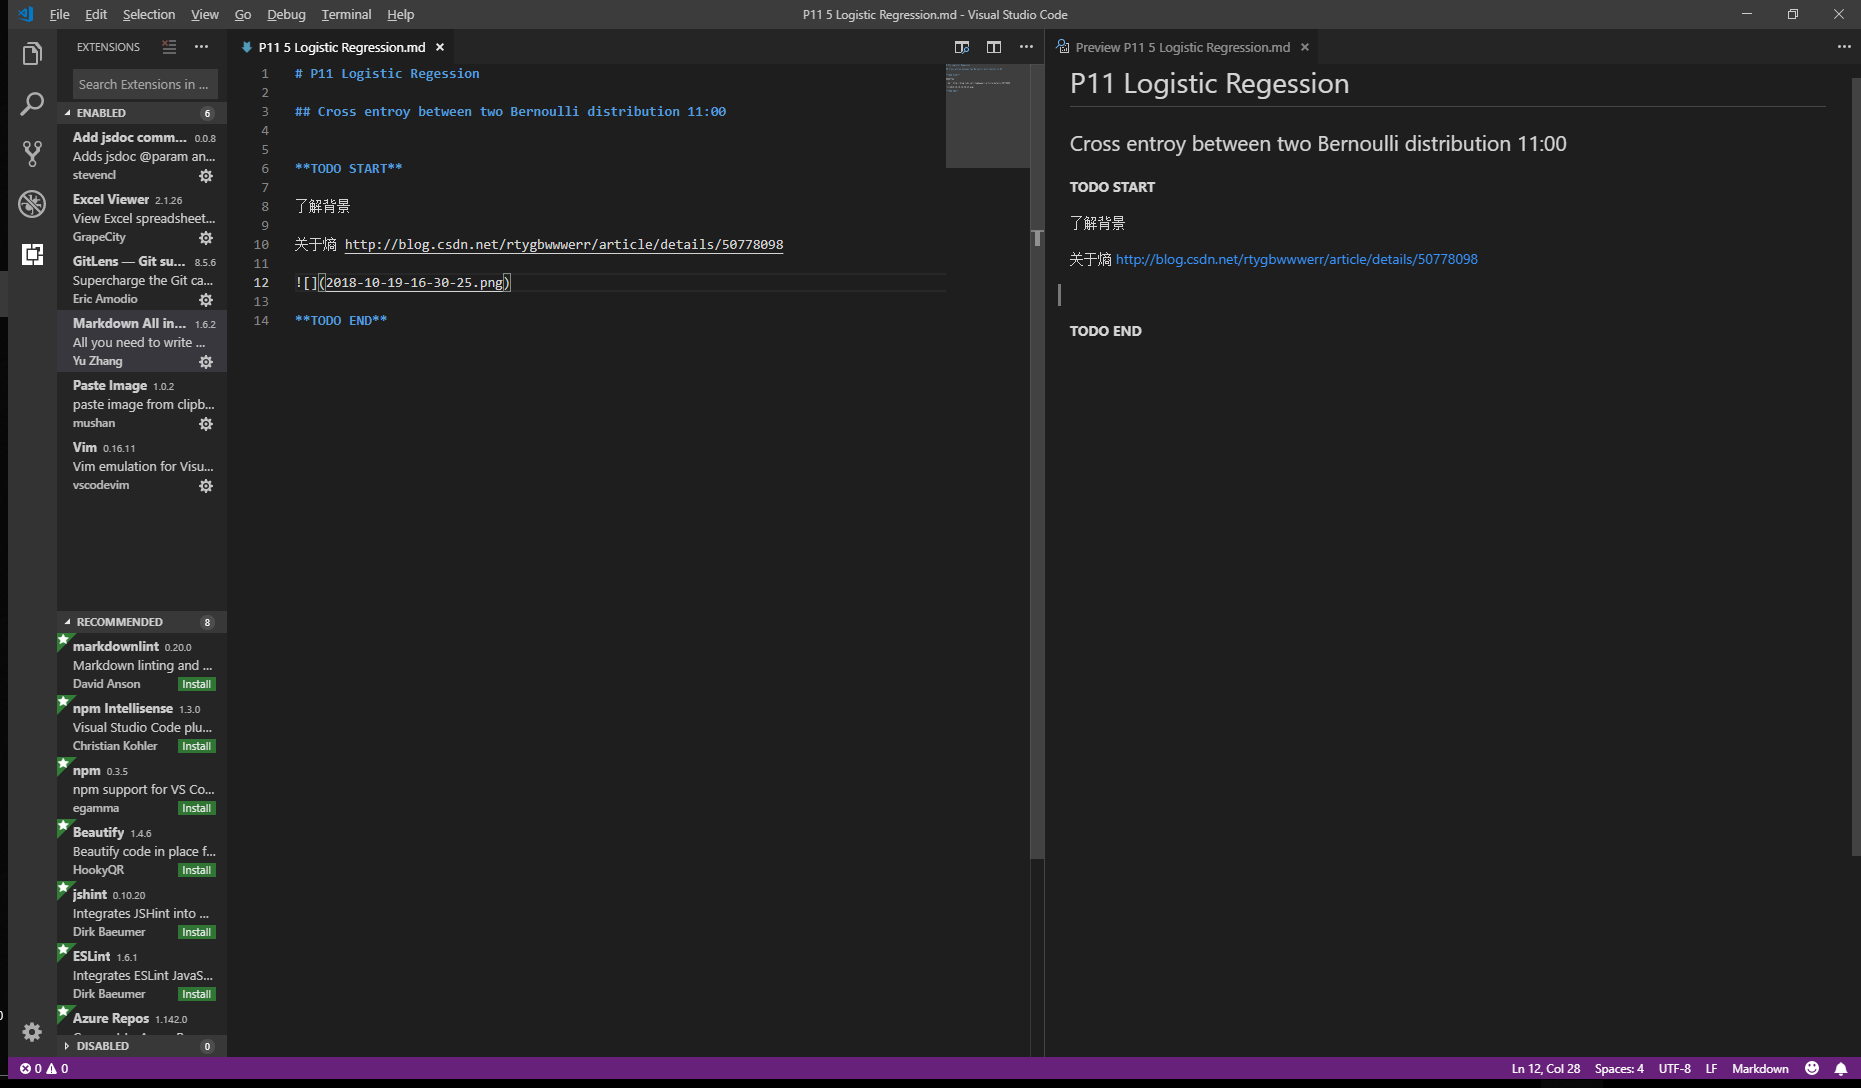 File Edit Selection View Go Debug Terminal Help
P11 5 Logistic Regression.md - Visual Studio Code
EXTENSIONS
Search Extensions in ...
ENABLED 6
Add jsdoc comm... 0.0.8
Adds jsdoc @param an...
stevencl
Excel Viewer 2.1.26
View Excel spreadsheet...
GrapeCity
GitLens — Git su... 8.5.6
Supercharge the Git ca...
Eric Amodio
Markdown All in... 1.6.2
All you need to write ...
Yu Zhang
Paste Image 1.0.2
paste image from clipb...
mushan
Vim 0.16.11
Vim emulation for Visu...
vscodevim
RECOMMENDED 8
markdownlint 0.20.0
Markdown linting and ...
David Anson Install
npm Intellisense 1.3.0
Visual Studio Code plu...
Christian Kohler Install
npm 0.3.5
npm support for VS Co...
egamma Install
Beautify 1.4.6
Beautify code in place f...
HookyQR Install
jshint 0.10.20
Integrates JSHint into ...
Dirk Baeumer Install
ESLint 1.6.1
Integrates ESLint JavaS...
Dirk Baeumer Install
Azure Repos 1.142.0
DISABLED 0
P11 5 Logistic Regression.md
1 # P11 Logistic Regession
2
3 ## Cross entroy between two Bernoulli distribution 11:00
4
5
6 **TODO START**
7
8 了解背景
9
10 关于熵 http://blog.csdn.net/rtygbwwwerr/article/details/50778098
11
12 ![](2018-10-19-16-30-25.png)
13
14 **TODO END**
Preview P11 5 Logistic Regression.md
P11 Logistic Regession
Cross entroy between two Bernoulli distribution 11:00
TODO START
了解背景
关于熵 http://blog.csdn.net/rtygbwwwerr/article/details/50778098
TODO END
0 0
Ln 12, Col 28 Spaces: 4 UTF-8 LF Markdown